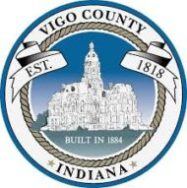 VIGO COUNTY
EST. 1818
BUILT IN 1884
INDIANA